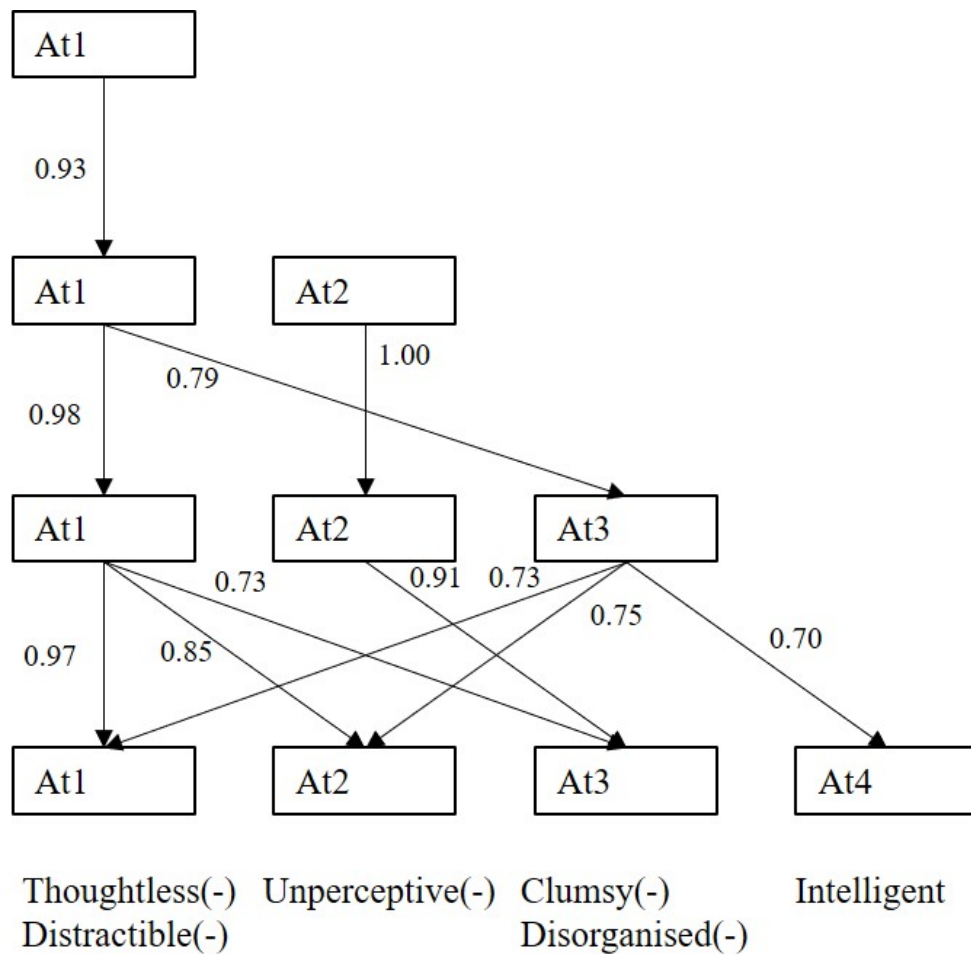 At1
0.93
At1 At2
1.00
0.79
0.98
At1 At2 At3
0.73 0.91 0.73
0.75
0.97 0.85 0.70
At1 At2 At3 At4
Thoughtless(-) Unperceptive(-) Clumsy(-) Intelligent
Distractible(-) Disorganised(-)